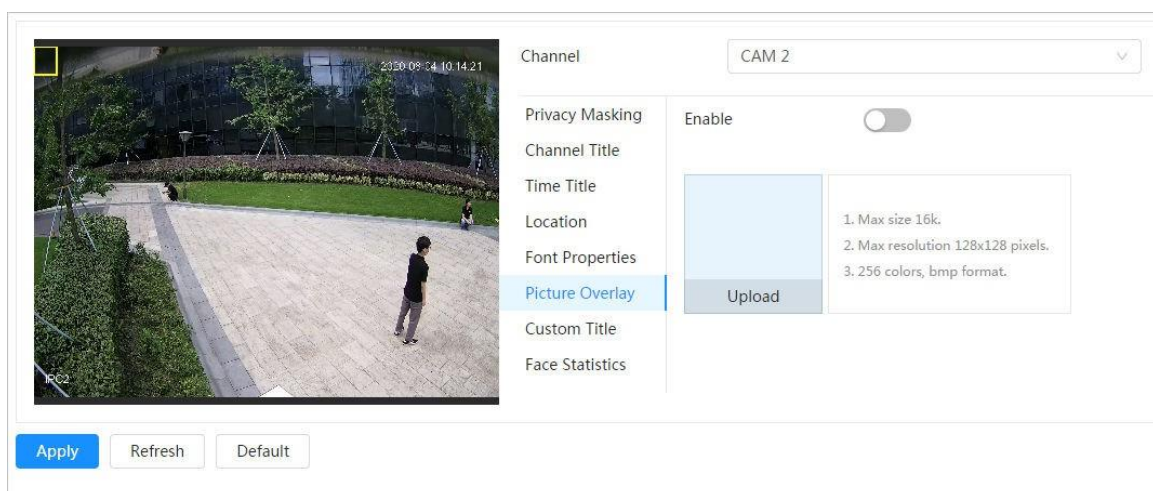 2020-08-04 10:14:21
IPC2
Channel
CAM 2
Privacy Masking
Channel Title
Time Title
Location
Font Properties
Picture Overlay
Custom Title
Face Statistics
Enable
Upload
1. Max size 16k.
2. Max resolution 128x128 pixels.
3. 256 colors, bmp format.
Apply
Refresh
Default